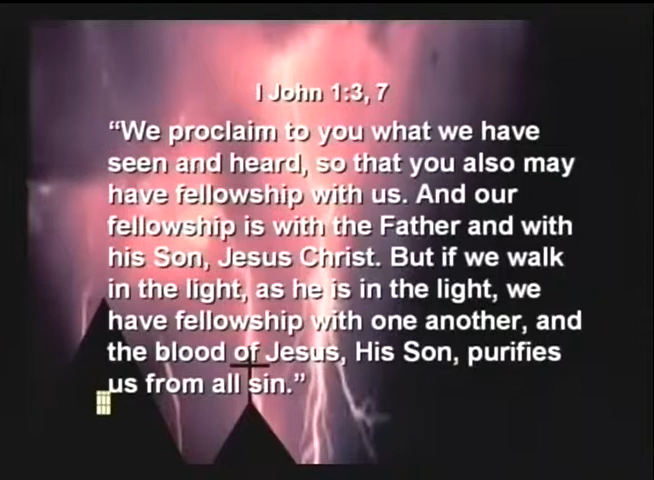 I John 1:3, 7
“We proclaim to you what we have
seen and heard, so that you also may
have fellowship with us. And our
fellowship is with the Father and with
his Son, Jesus Christ. But if we walk
in the light, as he is in the light, we
have fellowship with one another, and
the blood of Jesus, His Son, purifies
us from all sin.”